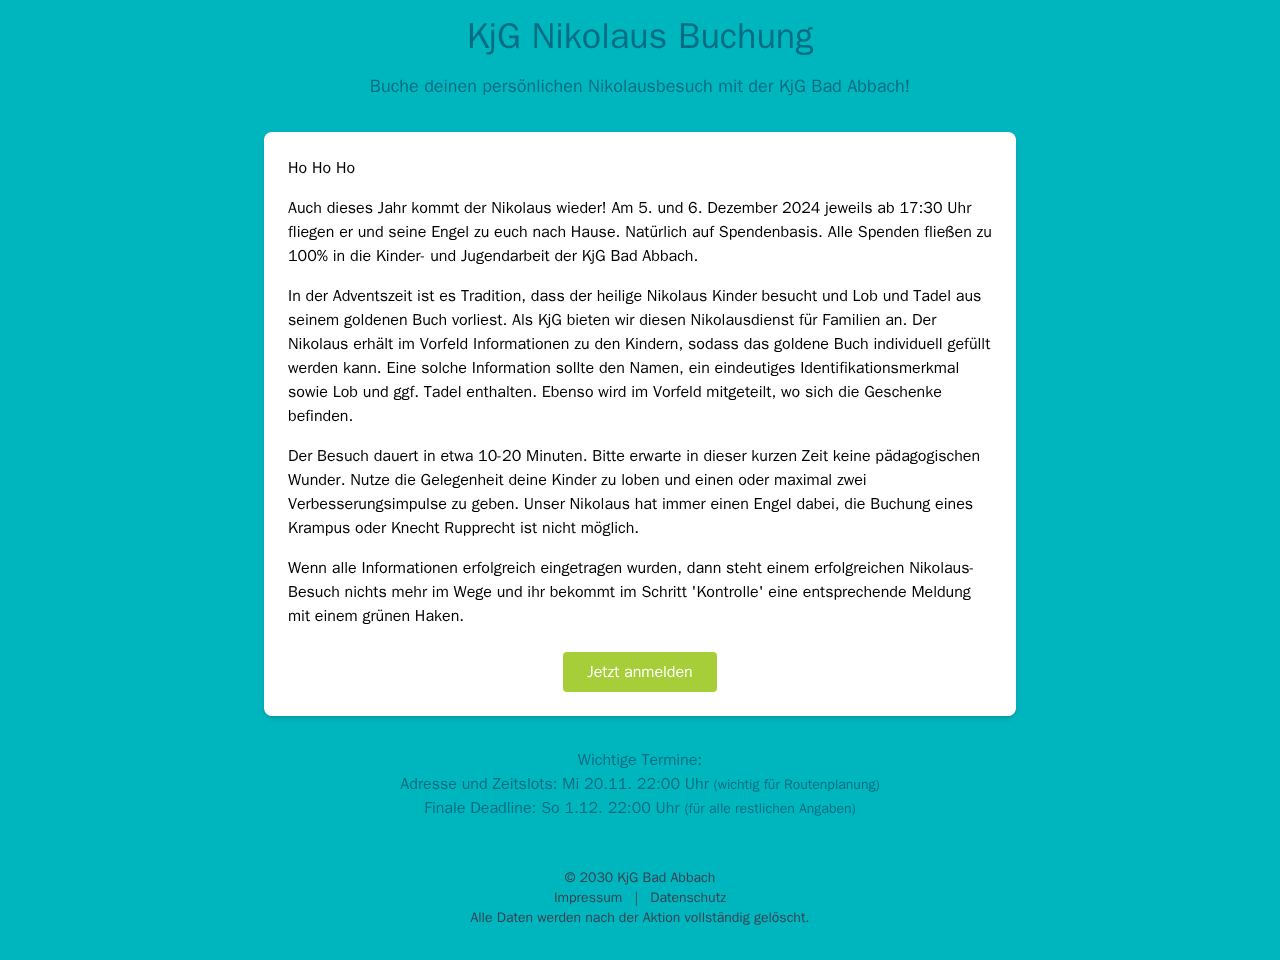 KjG Nikolaus Buchung
Buche deinen persönlichen Nikolausbesuch mit der KjG Bad Abbach!
Ho Ho Ho
Auch dieses Jahr kommt der Nikolaus wieder! Am 5. und 6. Dezember 2024 jeweils ab 17:30 Uhr
fliegen er und seine Engel zu euch nach Hause. Natürlich auf Spendenbasis. Alle Spenden fließen zu
100% in die Kinder- und Jugendarbeit der KjG Bad Abbach.
In der Adventszeit ist es Tradition, dass der heilige Nikolaus Kinder besucht und Lob und Tadel aus
seinem goldenen Buch vorliest. Als KjG bieten wir diesen Nikolausdienst für Familien an. Der
Nikolaus erhält im Vorfeld Informationen zu den Kindern, sodass das goldene Buch individuell gefüllt
werden kann. Eine solche Information sollte den Namen, ein eindeutiges Identifikationsmerkmal
sowie Lob und ggf. Tadel enthalten. Ebenso wird im Vorfeld mitgeteilt, wo sich die Geschenke
befinden.
Der Besuch dauert in etwa 10-20 Minuten. Bitte erwarte in dieser kurzen Zeit keine pädagogischen
Wunder. Nutze die Gelegenheit deine Kinder zu loben und einen oder maximal zwei
Verbesserungsimpulse zu geben. Unser Nikolaus hat immer einen Engel dabei, die Buchung eines
Krampus oder Knecht Rupprecht ist nicht möglich.
Wenn alle Informationen erfolgreich eingetragen wurden, dann steht einem erfolgreichen Nikolaus-
Besuch nichts mehr im Wege und ihr bekommt im Schritt 'Kontrolle' eine entsprechende Meldung
mit einem grünen Haken.
Jetzt anmelden
Wichtige Termine:
Adresse und Zeitslots: Mi 20.11. 22:00 Uhr (wichtig für Routenplanung)
Finale Deadline: So 1.12. 22:00 Uhr (für alle restlichen Angaben)
© 2030 KjG Bad Abbach
Impressum | Datenschutz
Alle Daten werden nach der Aktion vollständig gelöscht.